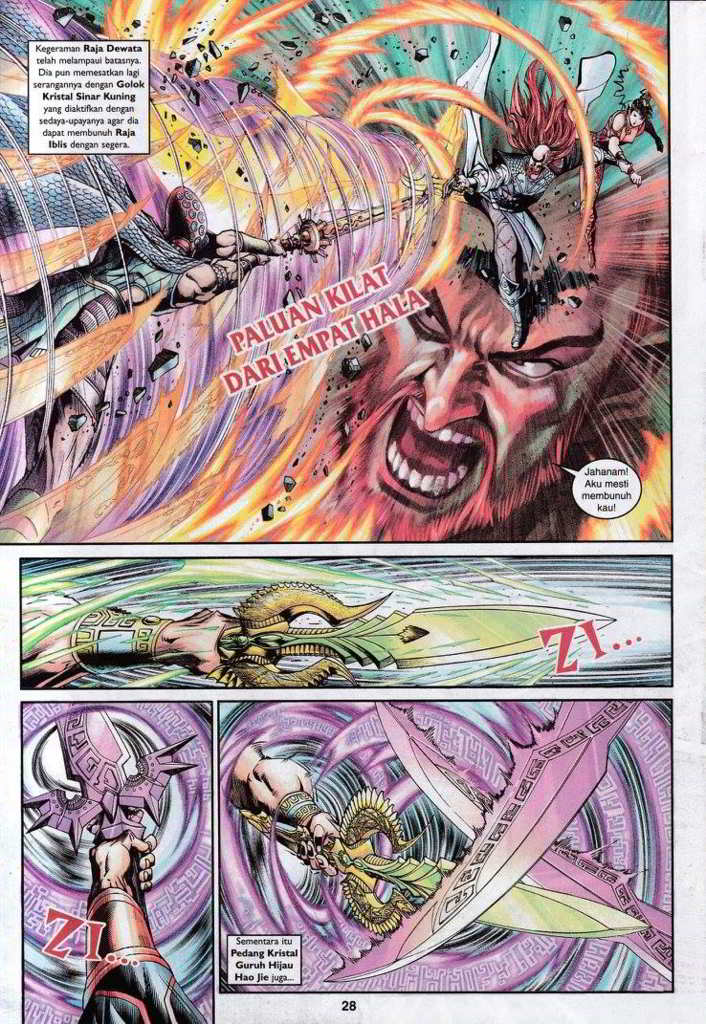 Kegeraman Raja Dewata
telah melampaui batasnya.
Dia pun memesatkan lagi
serangannya dengan Golok
Kristal Sinar Kuning
yang diaktifkan dengan
sedaya-upayanya agar dia
dapat membunuh Raja
Iblis dengan segera.
PALUAN KILAT
DARI EMPAT HALA
Jahanam!
Aku mesti
membunuh
kau!
ZI...
ZI...
Sementara itu
Pedang Kristal
Guruh Hijau
Hao Jie juga...
28